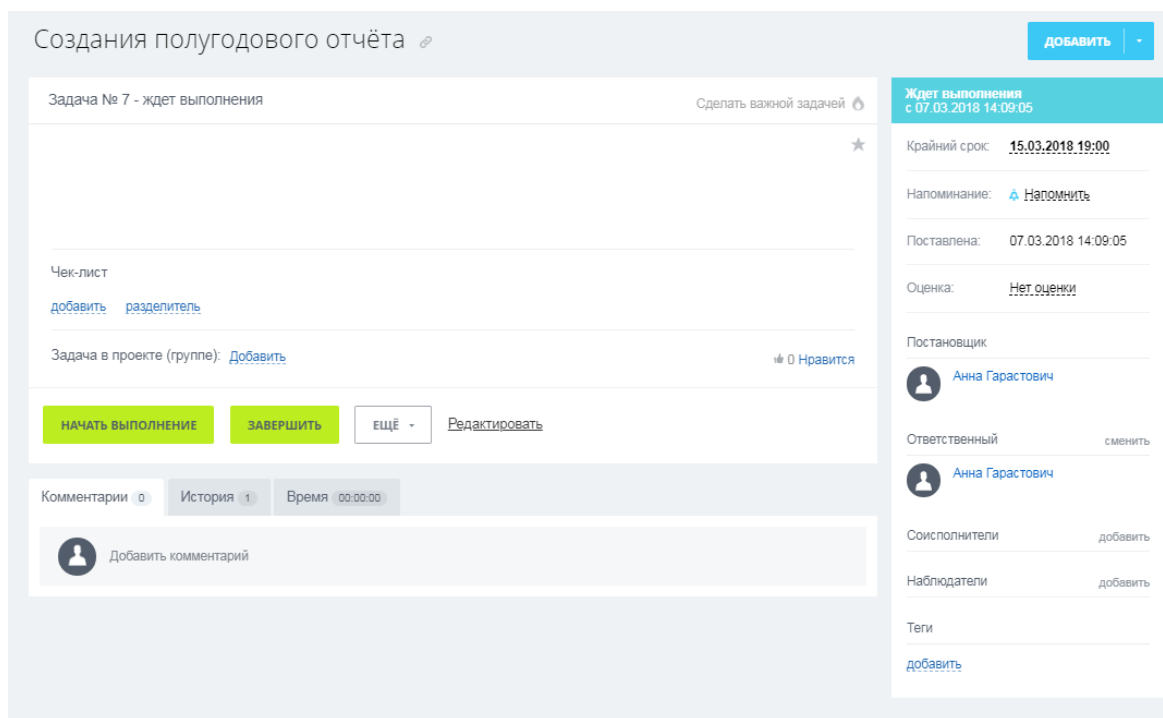 Создания полугодового отчёта
ДОБАВИТЬ
Задача № 7 - ждет выполнения
Сделать важной задачей
Чек-лист
добавить разделитель
Задача в проекте (группе): Добавить
0 Нравится
НАЧАТЬ ВЫПОЛНЕНИЕ ЗАВЕРШИТЬ ЕЩЁ Редактировать
Комментарии 0 История 1 Время 00:00:00
Добавить комментарий
Ждет выполнения
с 07.03.2018 14:09:05
Крайний срок: 15.03.2018 19:00
Напоминание: Напомнить
Поставлена: 07.03.2018 14:09:05
Оценка: Нет оценки
Постановщик
Анна Гарастович
Ответственный сменить
Анна Гарастович
Соисполнители добавить
Наблюдатели добавить
Теги
добавить